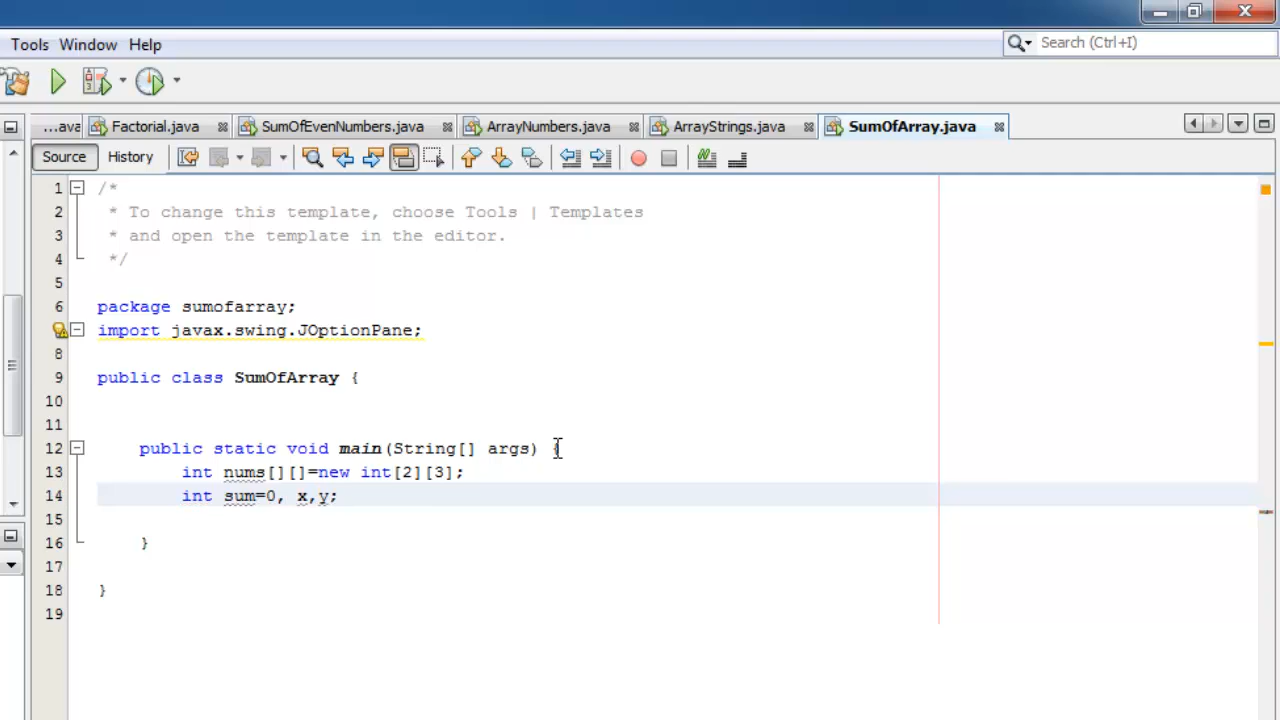 Tools Window Help
Search (Ctrl+I)
...ava Factorial.java SumOfEvenNumbers.java ArrayNumbers.java ArrayStrings.java SumOfArray.java
Source History
1 /*
2 * To change this template, choose Tools | Templates
3 * and open the template in the editor.
4 */
5
6 package sumofarray;
import javax.swing.JOptionPane;
8
9 public class SumOfArray {
10
11
12 public static void main(String[] args) {
13 int nums[][]=new int[2][3];
14 int sum=0, x,y;
15
16 }
17
18 }
19